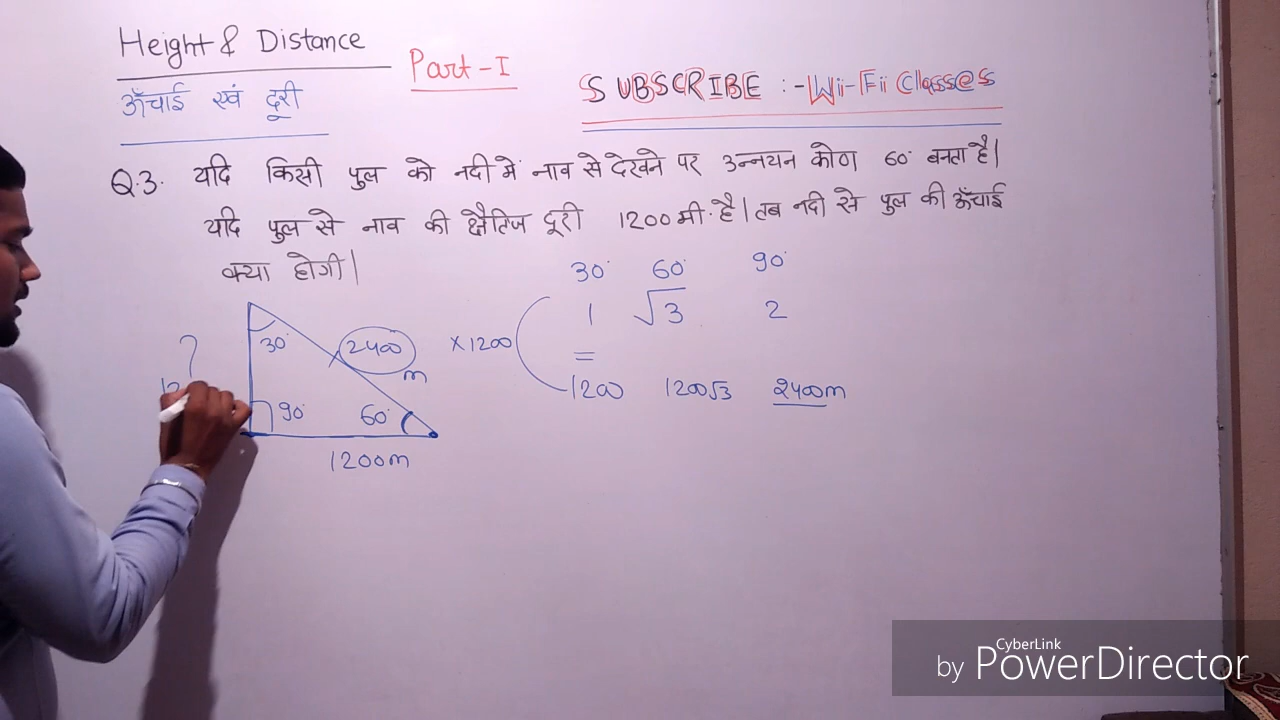 Height & Distance
Part-I
ऊँचाई एवं दूरी
SUBSCRIBE :- Wi-Fi Classes
Q.3. यदि किसी पुल को नदी में नाव से देखने पर उन्नयन कोण 60° बनता है।
यदि पुल से नाव की क्षैतिज दूरी 1200 मी. है। तब नदी से पुल की ऊँचाई
क्या होगी।
30° 60° 90°
1 √3 2
=
×1200
1200 1200√3 2400m
30°
2400
m
?
12
90° 60°
1200m
CyberLink
by PowerDirector